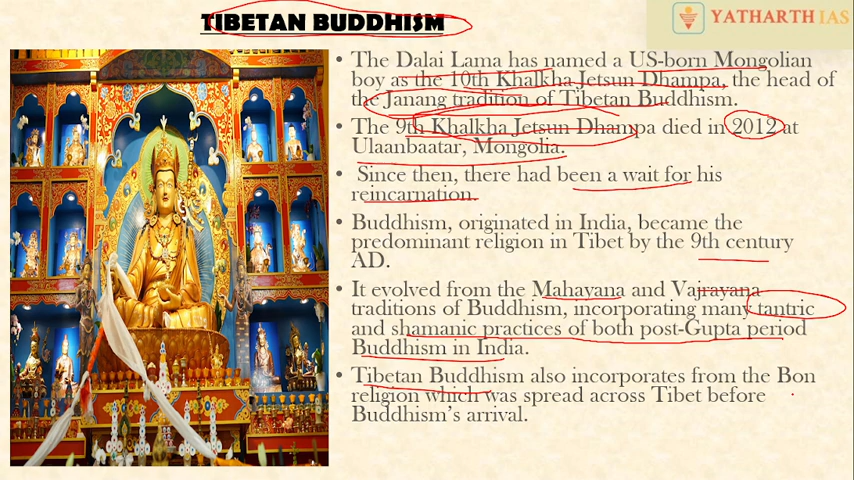 TIBETAN BUDDHISM
YATHARTH IAS
• The Dalai Lama has named a US-born Mongolian
boy as the 10th Khalkha Jetsun Dhampa, the head of
the Janang tradition of Tibetan Buddhism.
• The 9th Khalkha Jetsun Dhampa died in 2012 at
Ulaanbaatar, Mongolia.
• Since then, there had been a wait for his
reincarnation.
• Buddhism, originated in India, became the
predominant religion in Tibet by the 9th century
AD.
• It evolved from the Mahayana and Vajrayana
traditions of Buddhism, incorporating many tantric
and shamanic practices of both post-Gupta period
Buddhism in India.
• Tibetan Buddhism also incorporates from the Bon
religion which was spread across Tibet before
Buddhism's arrival.